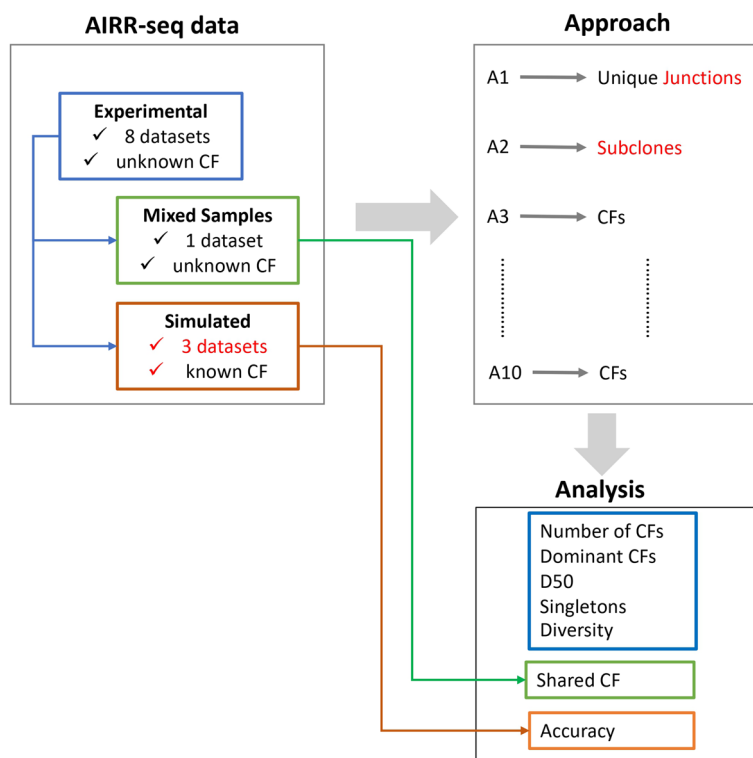 AIRR-seq data
Experimental
✓ 8 datasets
✓ unknown CF
Mixed Samples
✓ 1 dataset
✓ unknown CF
Simulated
✓ 3 datasets
✓ known CF
Approach
A1 Unique Junctions
A2 Subclones
A3 CFs
A10 CFs
Analysis
Number of CFs
Dominant CFs
D50
Singletons
Diversity
Shared CF
Accuracy